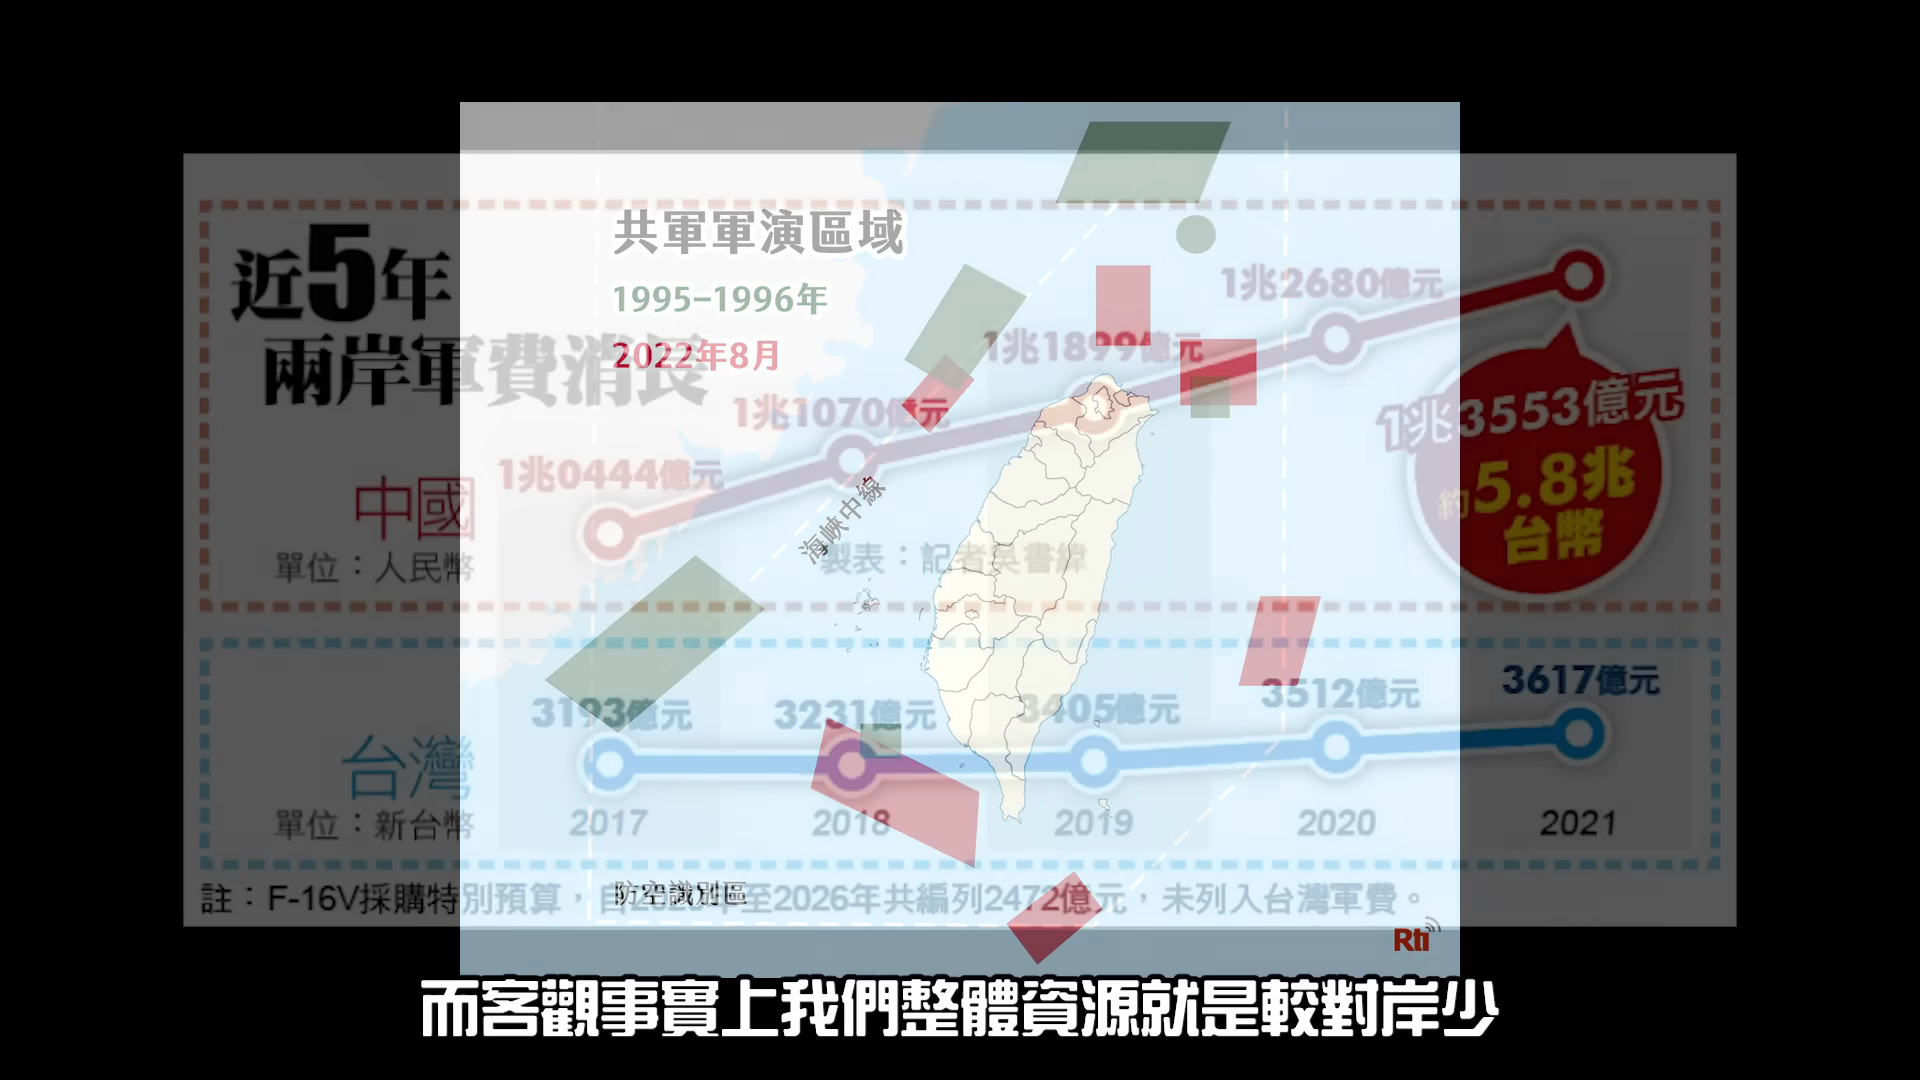 近5年
兩岸軍費消長
共軍軍演區域
1995-1996年
2022年8月
1兆2680億元
1兆1899億元
1兆1070億元
1兆0444億元
1兆3553億元
約5.8兆
台幣
中國
單位：人民幣
海峽中線
製表：記者吳書緯
3193億元
3231億元
3405億元
3512億元
3617億元
台灣
單位：新台幣
2017
2018
2019
2020
2021
防空識別區
註：F-16V採購特別預算，自2020年至2026年共編列2472億元，未列入台灣軍費。
Rti
而客觀事實上我們整體資源就是較對岸少